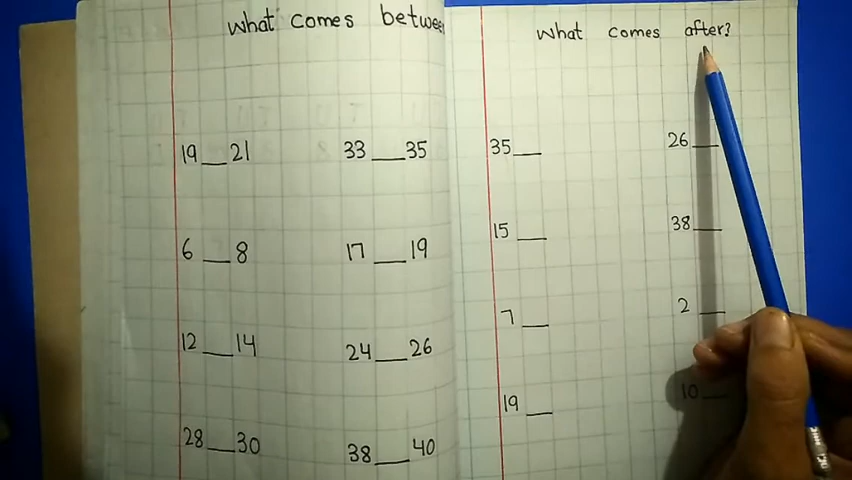 What comes betwee
19 __ 21 33 __ 35
6 __ 8 17 __ 19
12 __ 14 24 __ 26
28 __ 30 38 __ 40
What comes after?
35 __ 26 __
15 __ 38 __
7 __ 2 __
19 __ 10 __